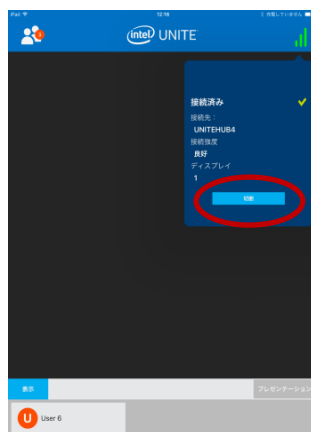 iPad 12:16 充電していません
intel UNITE
接続済み
接続先：
UNITEHUB4
接続強度
良好
ディスプレイ
1
切断
表示 プレゼンテーション
U User 6